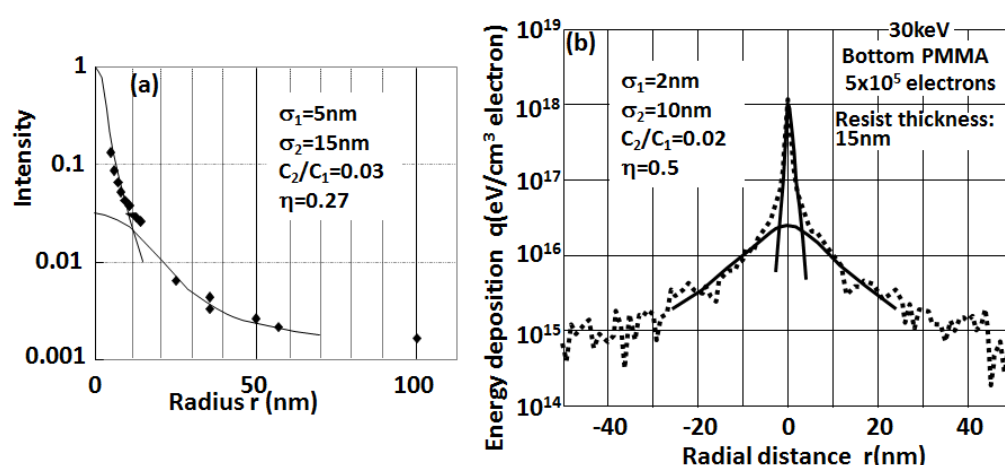 (a)
Intensity
1
0.1
0.01
0.001
σ₁=5nm
σ₂=15nm
C₂/C₁=0.03
η=0.27
0 50 100
Radius r (nm)
(b)
Energy deposition q(eV/cm³ electron)
10¹⁹
10¹⁸
10¹⁷
10¹⁶
10¹⁵
10¹⁴
σ₁=2nm
σ₂=10nm
C₂/C₁=0.02
η=0.5
30keV
Bottom PMMA
5x10⁵ electrons
Resist thickness:
15nm
-40 -20 0 20 40
Radial distance r(nm)